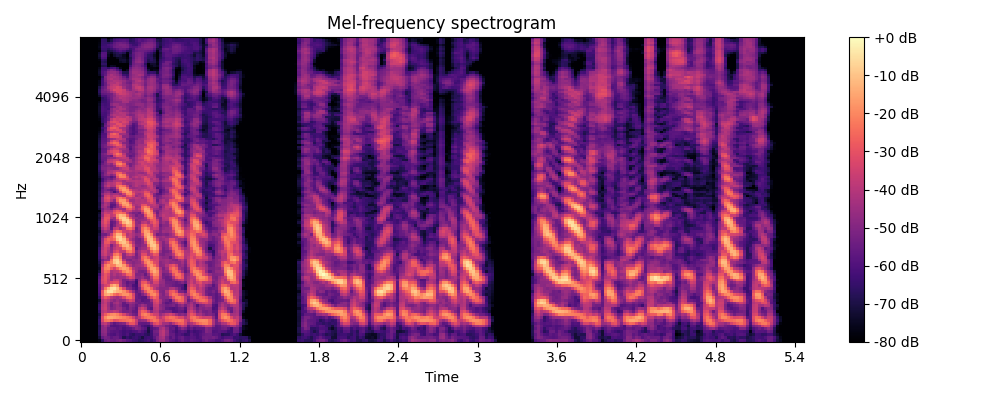 Mel-frequency spectrogram
+0 dB
-10 dB
-20 dB
-30 dB
-40 dB
-50 dB
-60 dB
-70 dB
-80 dB
Hz
4096
2048
1024
512
0
0 0.6 1.2 1.8 2.4 3 3.6 4.2 4.8 5.4
Time